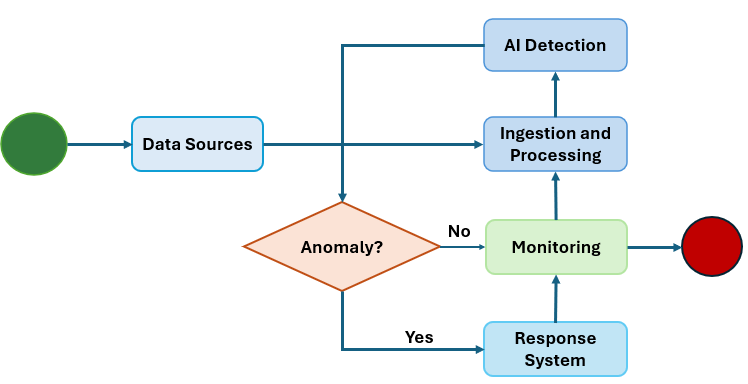 AI Detection
Data Sources
Ingestion and
Processing
Anomaly?
No
Monitoring
Yes
Response
System